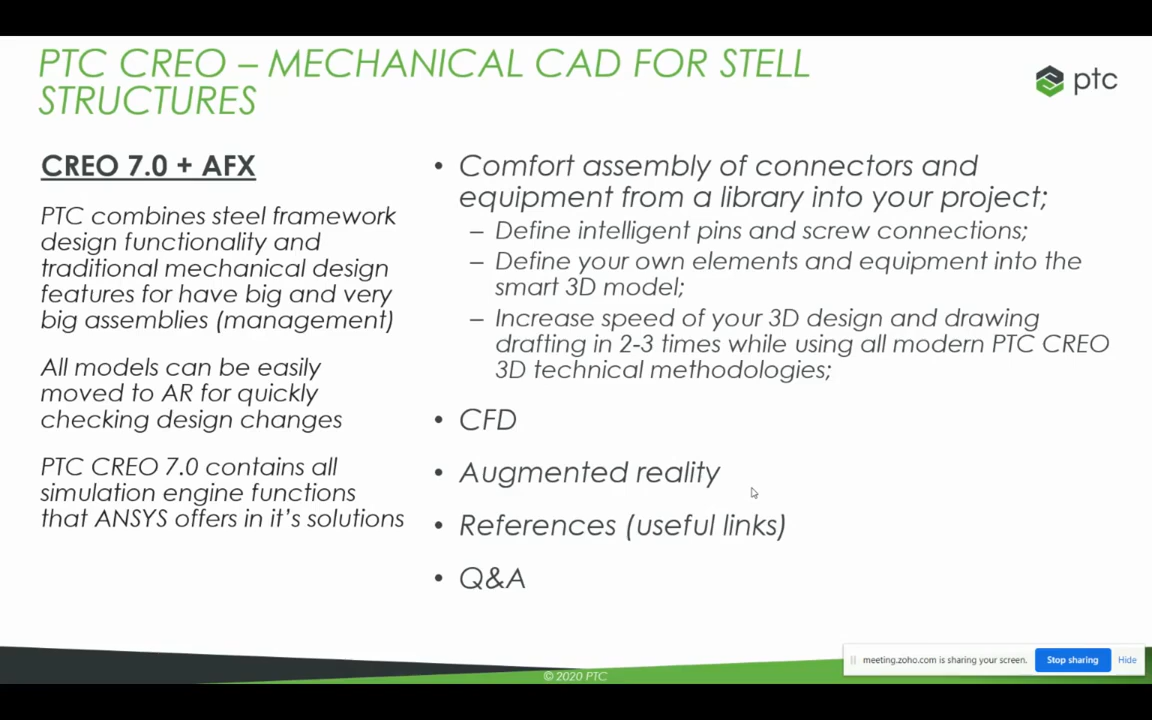 PTC CREO – MECHANICAL CAD FOR STELL
STRUCTURES
ptc
CREO 7.0 + AFX
PTC combines steel framework
design functionality and
traditional mechanical design
features for have big and very
big assemblies (management)
All models can be easily
moved to AR for quickly
checking design changes
PTC CREO 7.0 contains all
simulation engine functions
that ANSYS offers in it's solutions
• Comfort assembly of connectors and
equipment from a library into your project;
– Define intelligent pins and screw connections;
– Define your own elements and equipment into the
smart 3D model;
– Increase speed of your 3D design and drawing
drafting in 2-3 times while using all modern PTC CREO
3D technical methodologies;
• CFD
• Augmented reality
• References (useful links)
• Q&A
meeting.zoho.com is sharing your screen. Stop sharing Hide
© 2020 PTC